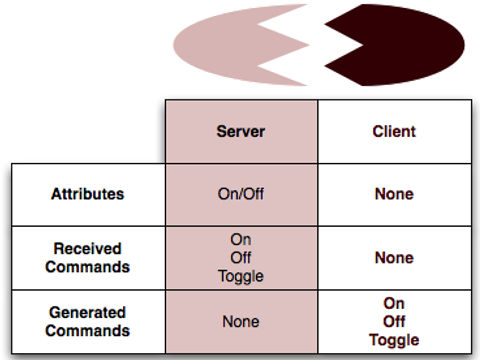 Server Client
Attributes On/Off None
Received Commands On Off Toggle None
Generated Commands None On Off Toggle